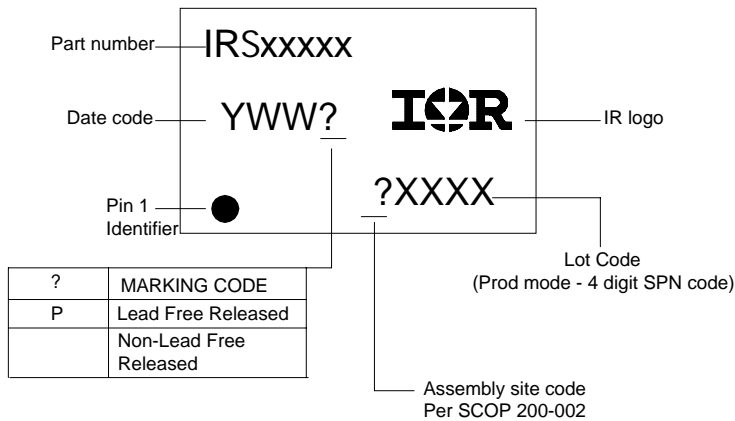 Part number
IRSxxxxx
Date code
YWW?
IOR
IR logo
Pin 1
Identifier
?XXXX
Lot Code
(Prod mode - 4 digit SPN code)
? MARKING CODE
P Lead Free Released
Non-Lead Free
Released
Assembly site code
Per SCOP 200-002